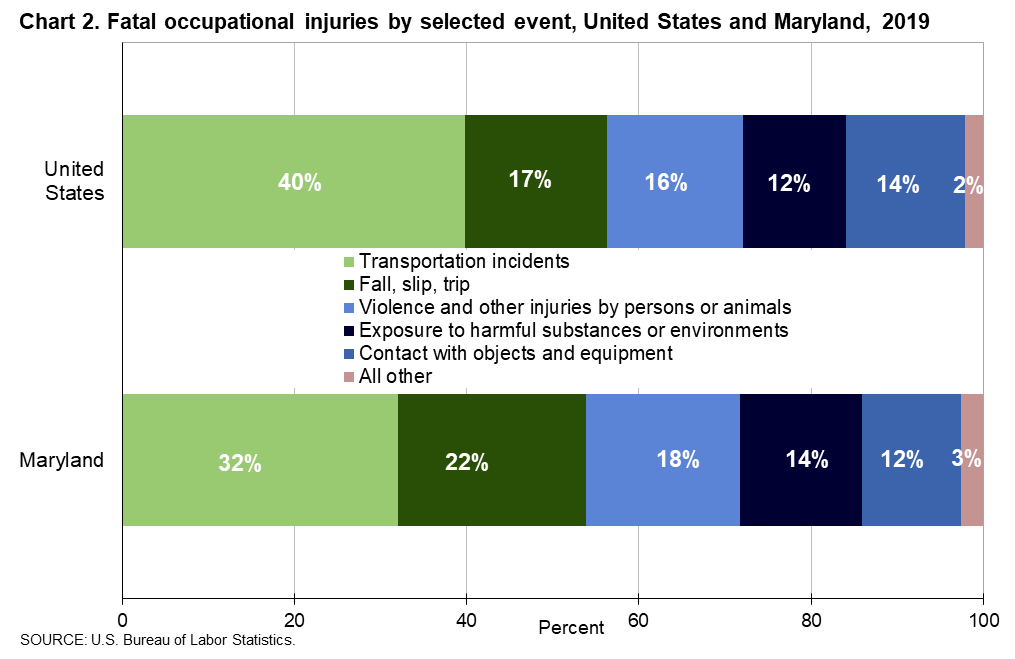 Chart 2. Fatal occupational injuries by selected event, United States and Maryland, 2019
United
States
40%
17%
16%
12%
14%
2%
Transportation incidents
Fall, slip, trip
Violence and other injuries by persons or animals
Exposure to harmful substances or environments
Contact with objects and equipment
All other
Maryland
32%
22%
18%
14%
12%
3%
0
20
40
60
80
100
Percent
SOURCE: U.S. Bureau of Labor Statistics.